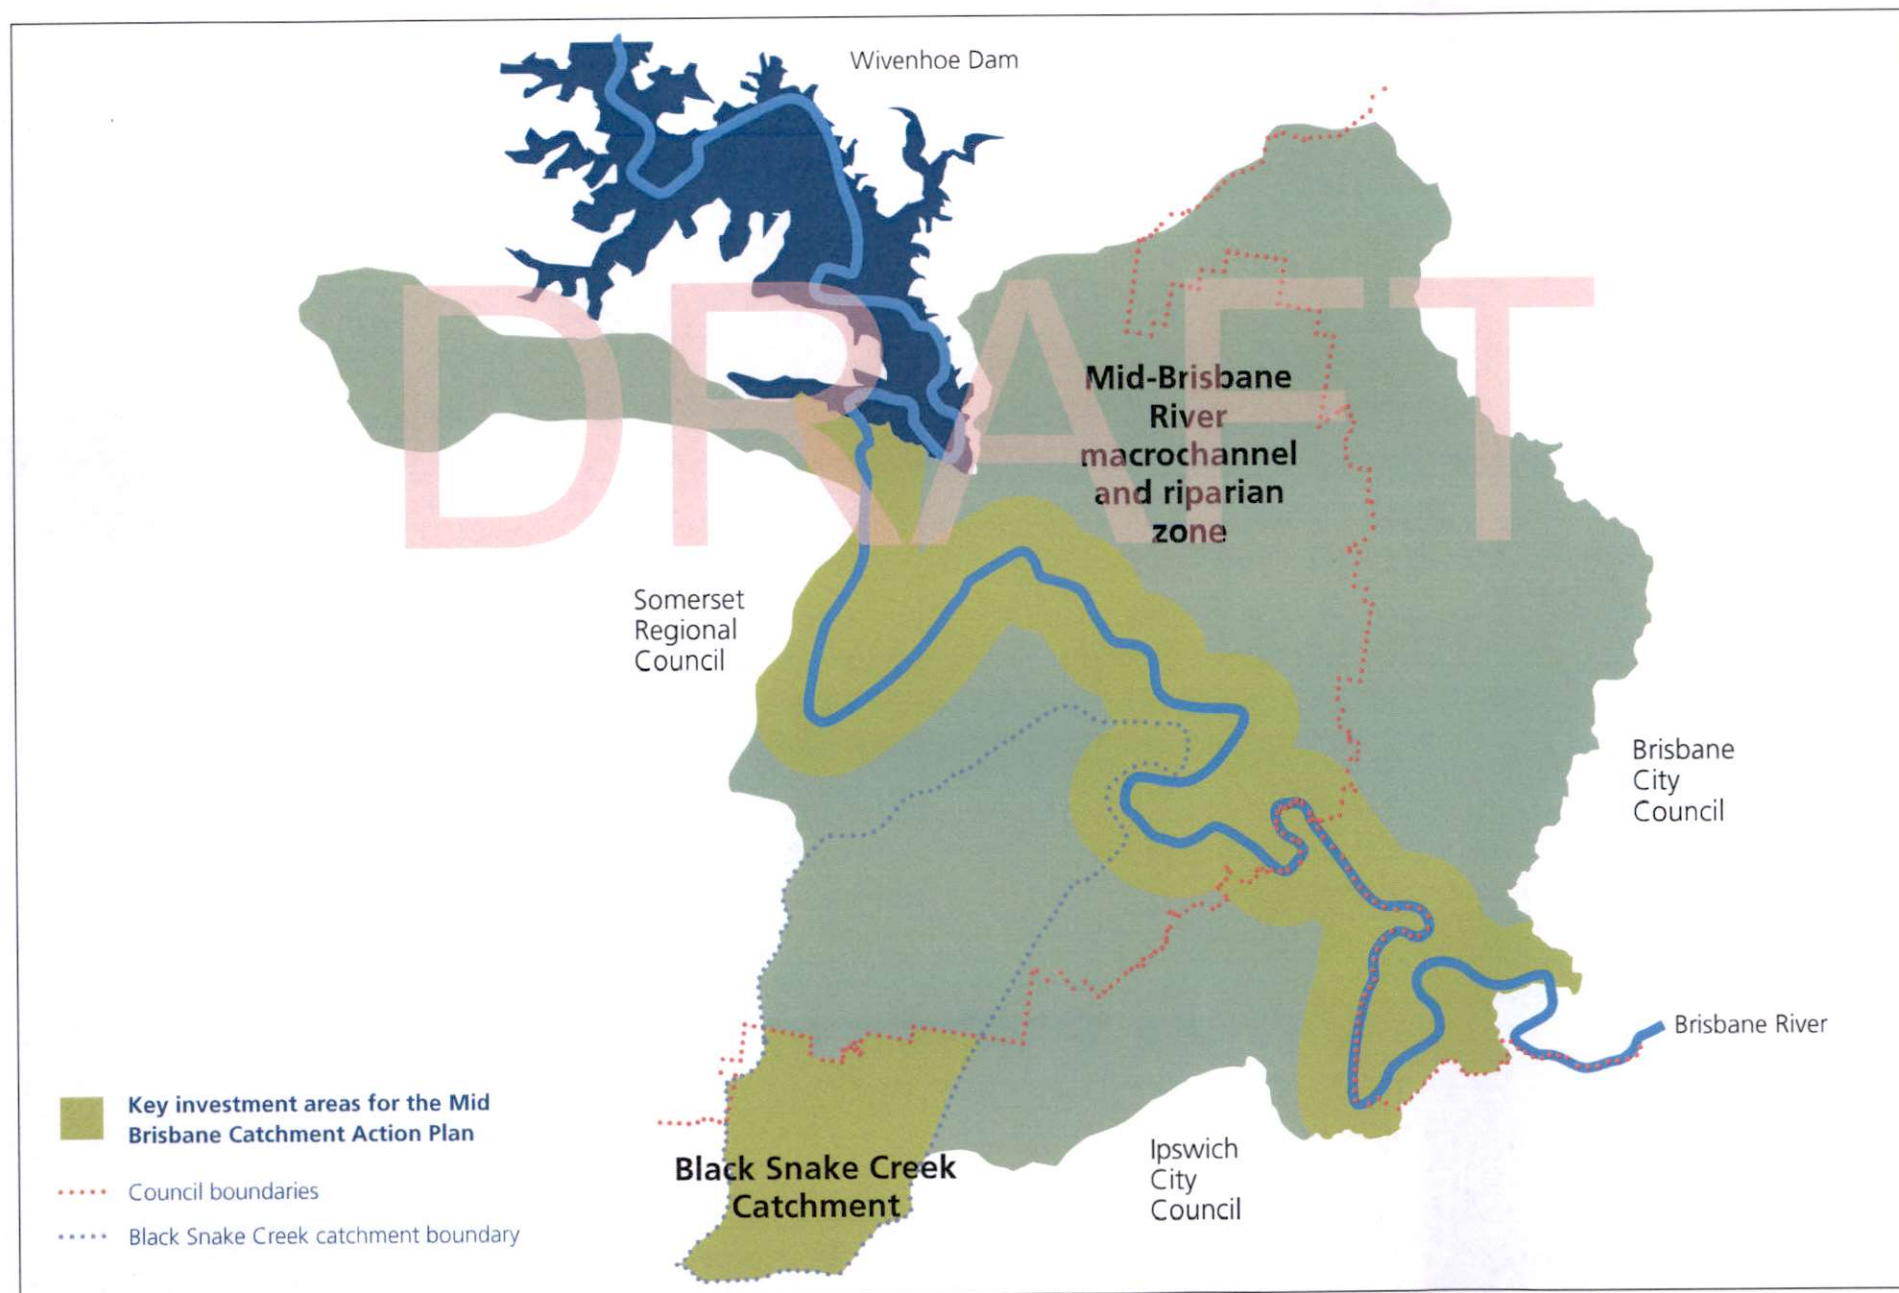 Wivenhoe Dam
DRAFT
Mid-Brisbane
River
macrochannel
and riparian
zone
Somerset
Regional
Council
Brisbane
City
Council
Brisbane River
Key investment areas for the Mid
Brisbane Catchment Action Plan
Council boundaries
Black Snake Creek catchment boundary
Black Snake Creek
Catchment
Ipswich
City
Council